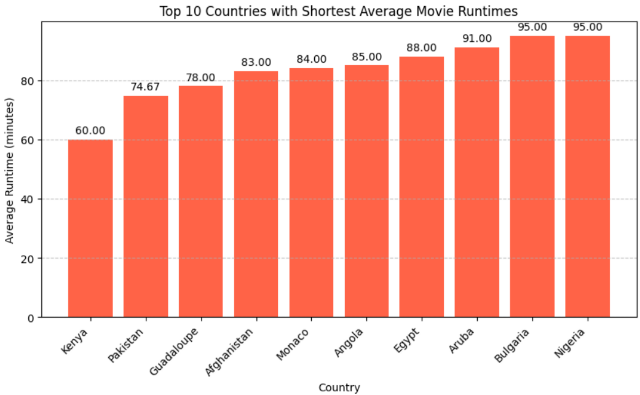 Top 10 Countries with Shortest Average Movie Runtimes
Average Runtime (minutes)
80
60
40
20
0
60.00
74.67
78.00
83.00
84.00
85.00
88.00
91.00
95.00
95.00
Kenya
Pakistan
Guadaloupe
Afghanistan
Monaco
Angola
Egypt
Aruba
Bulgaria
Nigeria
Country